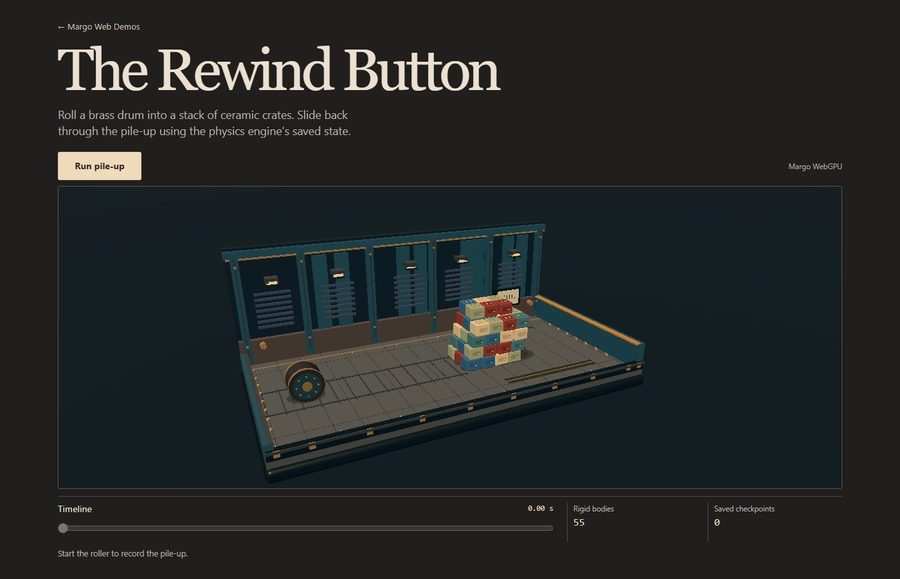 ← Margo Web Demos
The Rewind Button
Roll a brass drum into a stack of ceramic crates. Slide back
through the pile-up using the physics engine’s saved state.
Run pile-up
Margo WebGPU
Timeline
0.00 s
Rigid bodies
55
Saved checkpoints
0
Start the roller to record the pile-up.